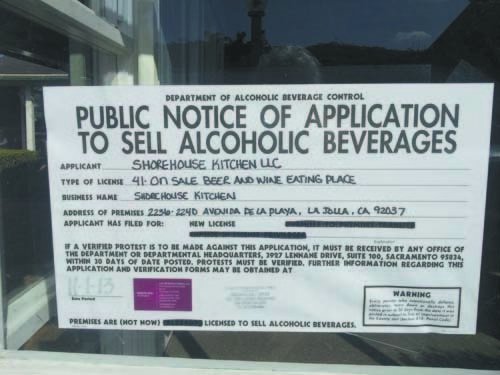 DEPARTMENT OF ALCOHOLIC BEVERAGE CONTROL
PUBLIC NOTICE OF APPLICATION
TO SELL ALCOHOLIC BEVERAGES
APPLICANT SHOREHOUSE KITCHEN LLC
TYPE OF LICENSE 41- ON SALE BEER AND WINE EATING PLACE
BUSINESS NAME SHOREHOUSE KITCHEN
ADDRESS OF PREMISES 2236-2240 AVENIDA DE LA PLAYA, LA JOLLA, CA 92037
APPLICANT HAS FILED FOR: NEW LICENSE
IF A VERIFIED PROTEST IS TO BE MADE AGAINST THIS APPLICATION, IT MUST BE RECEIVED BY ANY OFFICE OF
THE DEPARTMENT OR DEPARTMENTAL HEADQUARTERS, 3927 LENNANE DRIVE, SUITE 100, SACRAMENTO 95834,
WITHIN 30 DAYS OF DATE POSTED. PROTESTS MUST BE VERIFIED. FURTHER INFORMATION REGARDING THIS
APPLICATION AND VERIFICATION FORMS MAY BE OBTAINED AT
Date Posted
WARNING
PREMISES ARE (NOT NOW) LICENSED TO SELL ALCOHOLIC BEVERAGES.